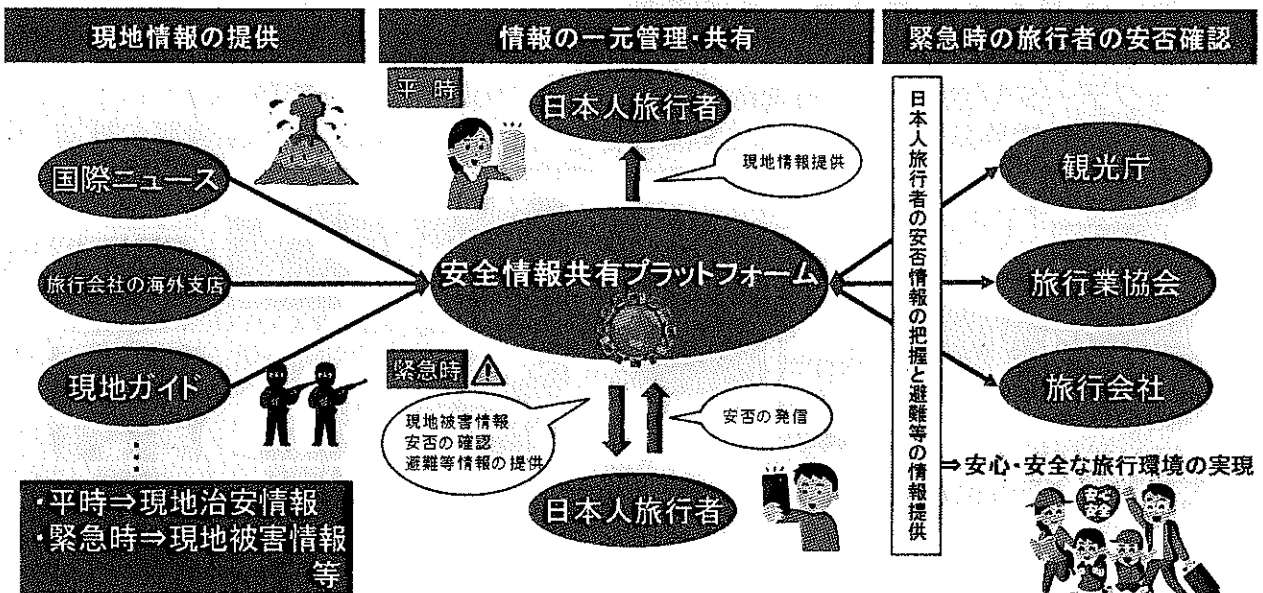 現地情報の提供
国際ニュース
旅行会社の海外支店
現地ガイド
・平時⇒現地治安情報
・緊急時⇒現地被害情報
等
情報の一元管理・共有
平 時
日本人旅行者
現地情報提供
安全情報共有プラットフォーム
緊急時
現地被害情報
安否の確認
避難等情報の提供
安否の発信
日本人旅行者
緊急時の旅行者の安否確認
日本人旅行者の安否情報の把握と避難等の情報提供
観光庁
旅行業協会
旅行会社
⇒安心・安全な旅行環境の実現
安心
安全